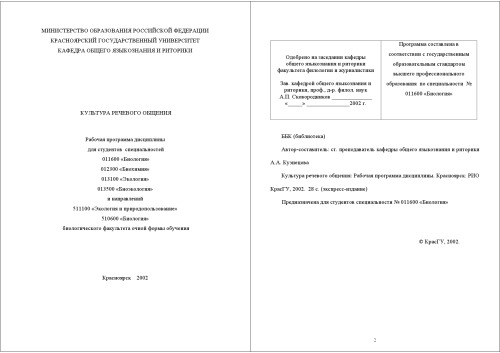 МИНИСТЕРСТВО ОБРАЗОВАНИЯ РОССИЙСКОЙ ФЕДЕРАЦИИ
КРАСНОЯРСКИЙ ГОСУДАРСТВЕННЫЙ УНИВЕРСИТЕТ
КАФЕДРА ОБЩЕГО ЯЗЫКОЗНАНИЯ И РИТОРИКИ
КУЛЬТУРА РЕЧЕВОГО ОБЩЕНИЯ
Рабочая программа дисциплины
для студентов специальностей
011600 «Биология»
012300 «Биохимия»
013100 «Экология»
013500 «Биоэкология»
и направлений
511100 «Экология и природопользование»
510600 «Биология»
биологического факультета очной формы обучения
Красноярск 2002
Одобрено на заседании кафедры
общего языкознания и риторики
факультета филологии и журналистики
Зав. кафедрой общего языкознания и
риторики, проф., д-р. филол. наук
А.П. Сковородников _______________
«_____» _______________2002 г.
Программа составлена в
соответствии с государственным
образовательным стандартом
высшего профессионального
образования по специальности №
011600 «Биология»
ББК (библиотека)
Автор-составитель: ст. преподаватель кафедры общего языкознания и риторики
А.А. Кузнецова
Культура речевого общения: Рабочая программа дисциплины. Красноярск: РИО
КрасГУ, 2002. 28 с. (экспресс-издание)
Предназначена для студентов специальности № 011600 «Биология»
© КрасГУ, 2002.
2